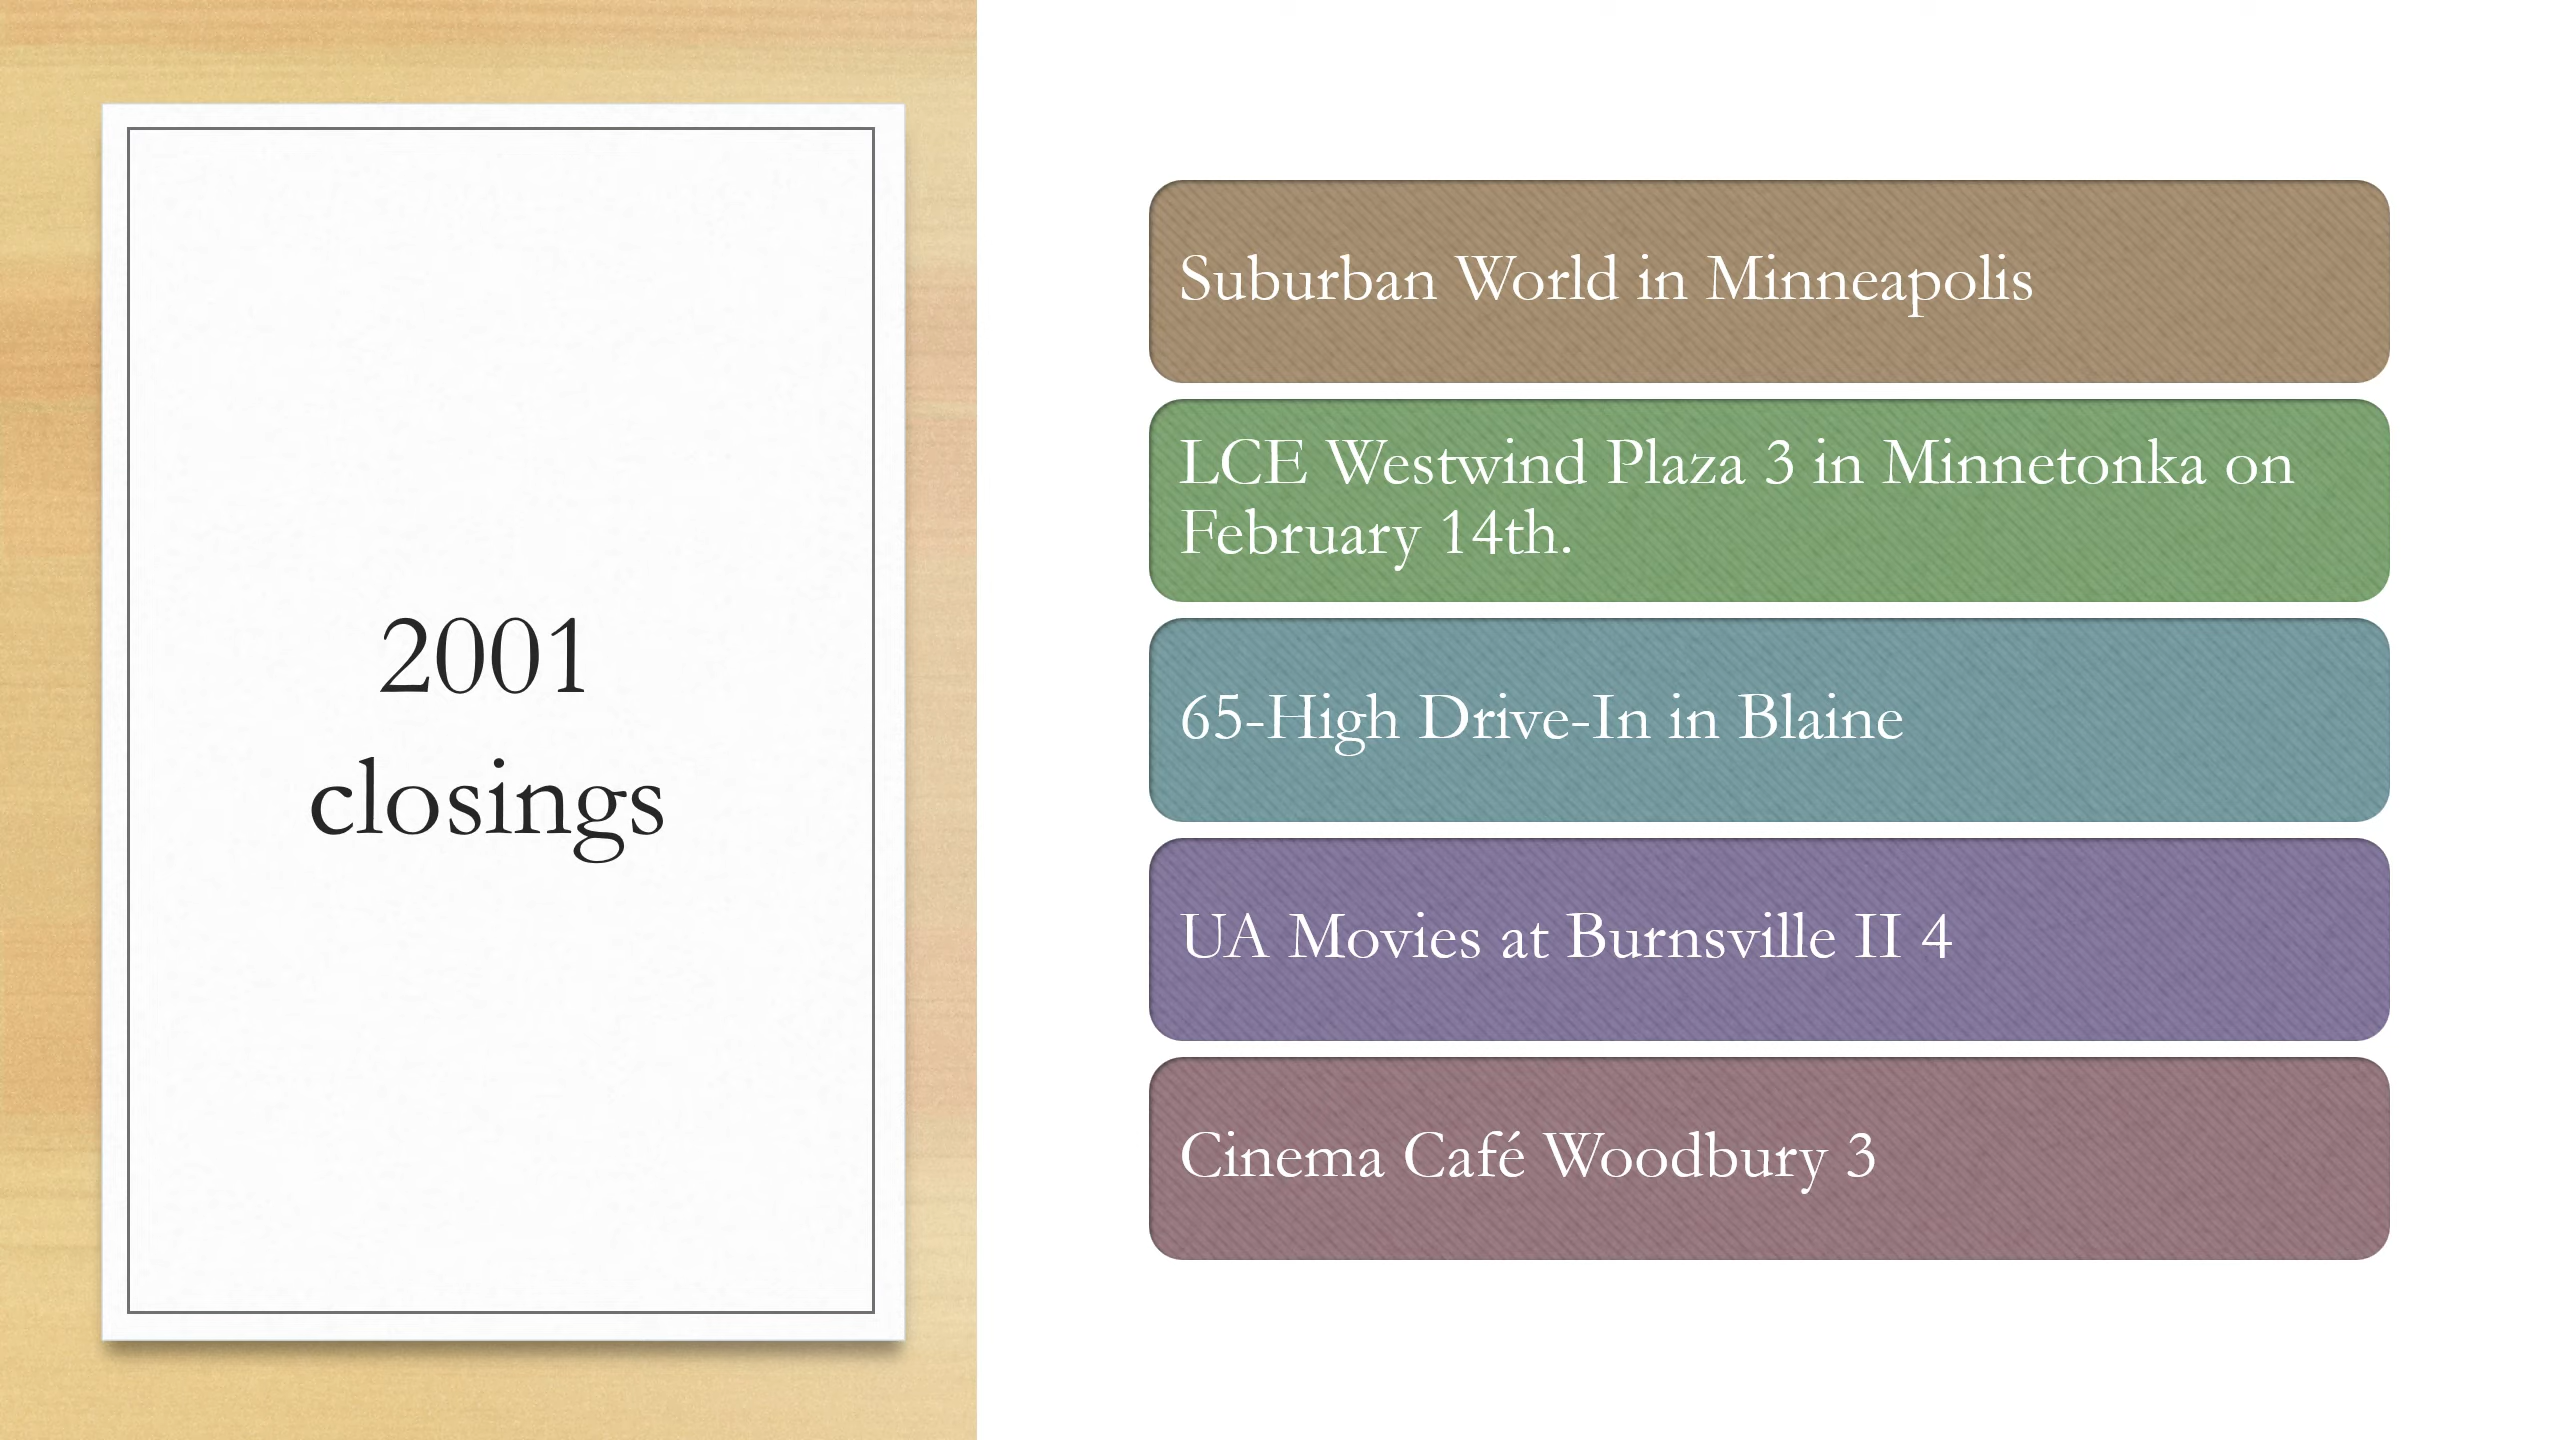 2001
closings
Suburban World in Minneapolis
LCE Westwind Plaza 3 in Minnetonka on
February 14th.
65-High Drive-In in Blaine
UA Movies at Burnsville II 4
Cinema Café Woodbury 3